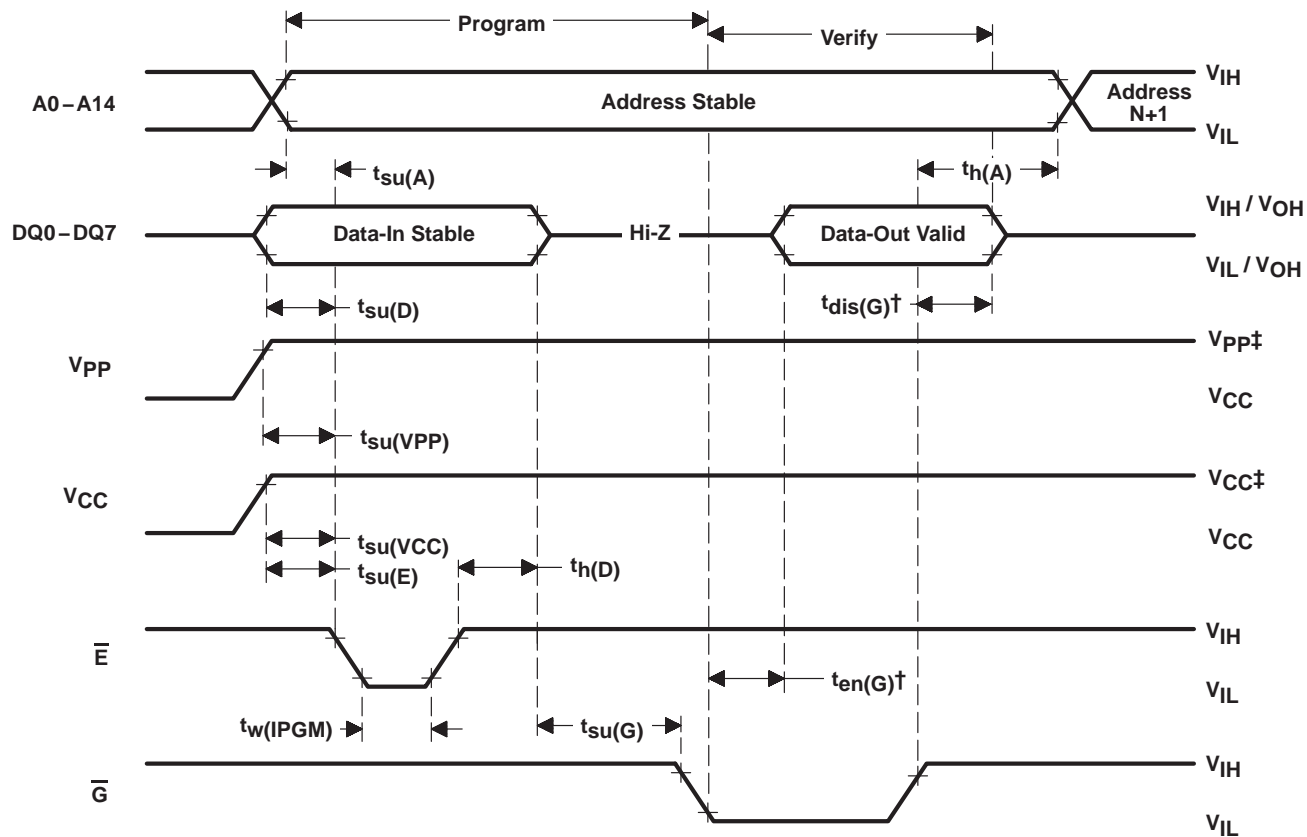 Program
Verify
A0–A14
Address Stable
Address
N+1
VIH
VIL
tsu(A)
th(A)
DQ0–DQ7
Data-In Stable
Hi-Z
Data-Out Valid
VIH / VOH
VIL / VOH
tsu(D)
tdis(G)†
VPP
VPP‡
VCC
tsu(VPP)
VCC
VCC‡
VCC
tsu(VCC)
tsu(E)
th(D)
E
VIH
VIL
ten(G)†
tw(IPGM)
tsu(G)
G
VIH
VIL